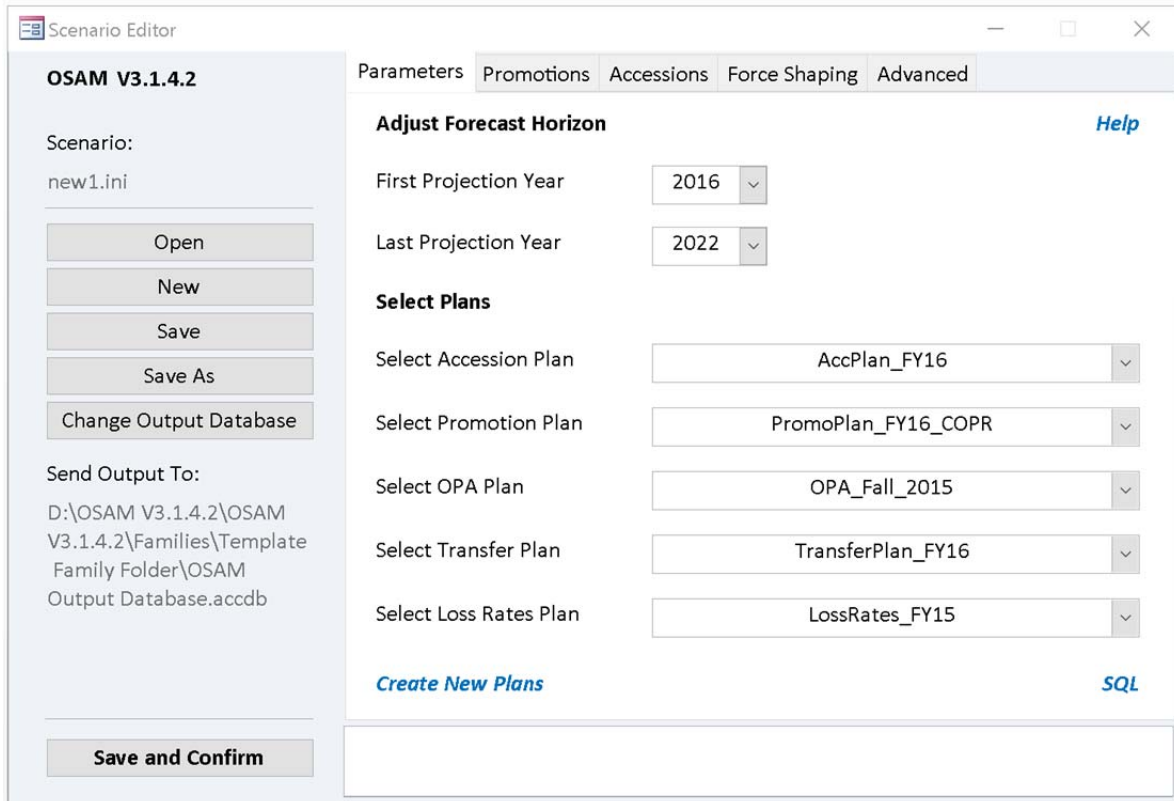 Scenario Editor
OSAM V3.1.4.2
Scenario:
new1.ini
Open
New
Save
Save As
Change Output Database
Send Output To:
D:\OSAM V3.1.4.2\OSAM
V3.1.4.2\Families\Template
Family Folder\OSAM
Output Database.accdb
Save and Confirm
Parameters Promotions Accessions Force Shaping Advanced
Adjust Forecast Horizon Help
First Projection Year 2016
Last Projection Year 2022
Select Plans
Select Accession Plan AccPlan_FY16
Select Promotion Plan PromoPlan_FY16_COPR
Select OPA Plan OPA_Fall_2015
Select Transfer Plan TransferPlan_FY16
Select Loss Rates Plan LossRates_FY15
Create New Plans SQL